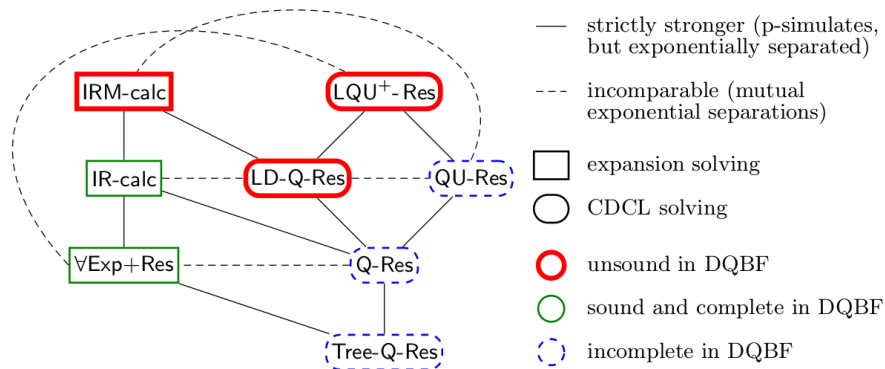 IRM-calc
LQU⁺- Res
IR-calc
LD-Q-Res
QU-Res
∀Exp+Res
Q-Res
Tree-Q-Res
strictly stronger (p-simulates,
but exponentially separated)
incomparable (mutual
exponential separations)
expansion solving
CDCL solving
unsound in DQBF
sound and complete in DQBF
incomplete in DQBF